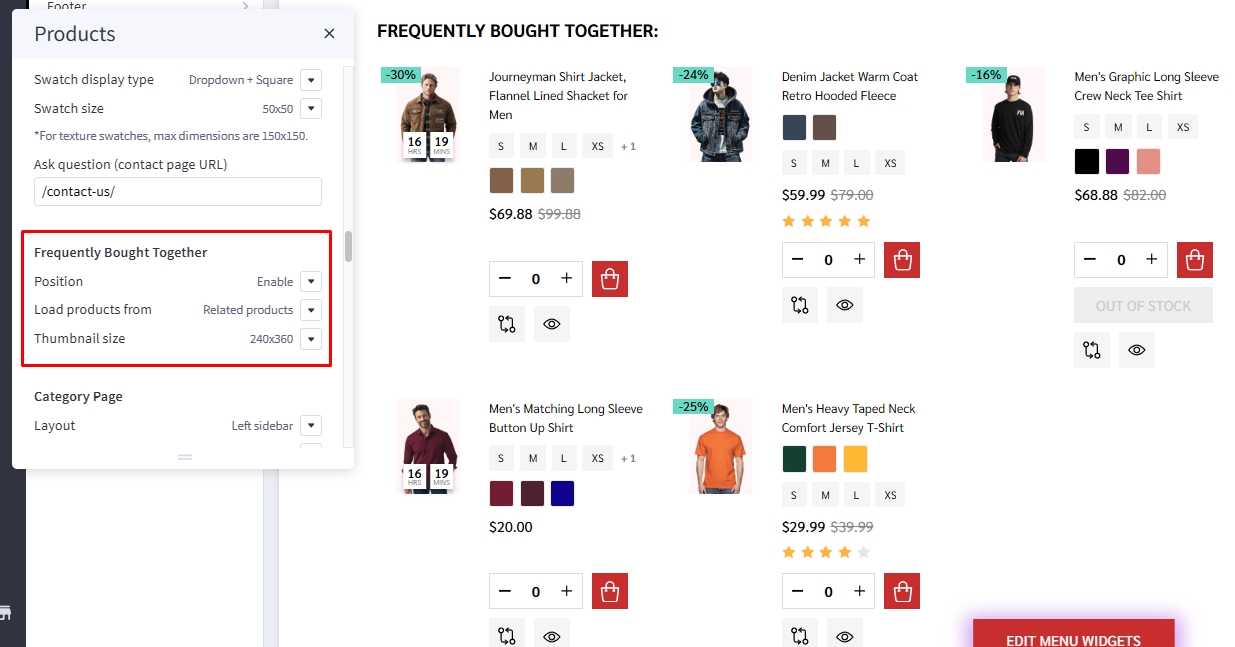 Footer
Products
Swatch display type Dropdown + Square
Swatch size 50x50
*For texture swatches, max dimensions are 150x150.
Ask question (contact page URL)
/contact-us/
Frequently Bought Together
Position Enable
Load products from Related products
Thumbnail size 240x360
Category Page
Layout Left sidebar
FREQUENTLY BOUGHT TOGETHER:
-30%
16 19
HRS MINS
Journeyman Shirt Jacket,
Flannel Lined Shacket for
Men
S M L XS + 1
$69.88 $99.88
0
-24%
Denim Jacket Warm Coat
Retro Hooded Fleece
S M L XS
$59.99 $79.00
0
-16%
Men's Graphic Long Sleeve
Crew Neck Tee Shirt
S M L XS
$68.88 $82.00
0
OUT OF STOCK
16 19
HRS MINS
Men's Matching Long Sleeve
Button Up Shirt
S M L XS + 1
$20.00
0
-25%
Men's Heavy Taped Neck
Comfort Jersey T-Shirt
S M L XS
$29.99 $39.99
0
EDIT MENU WIDGETS